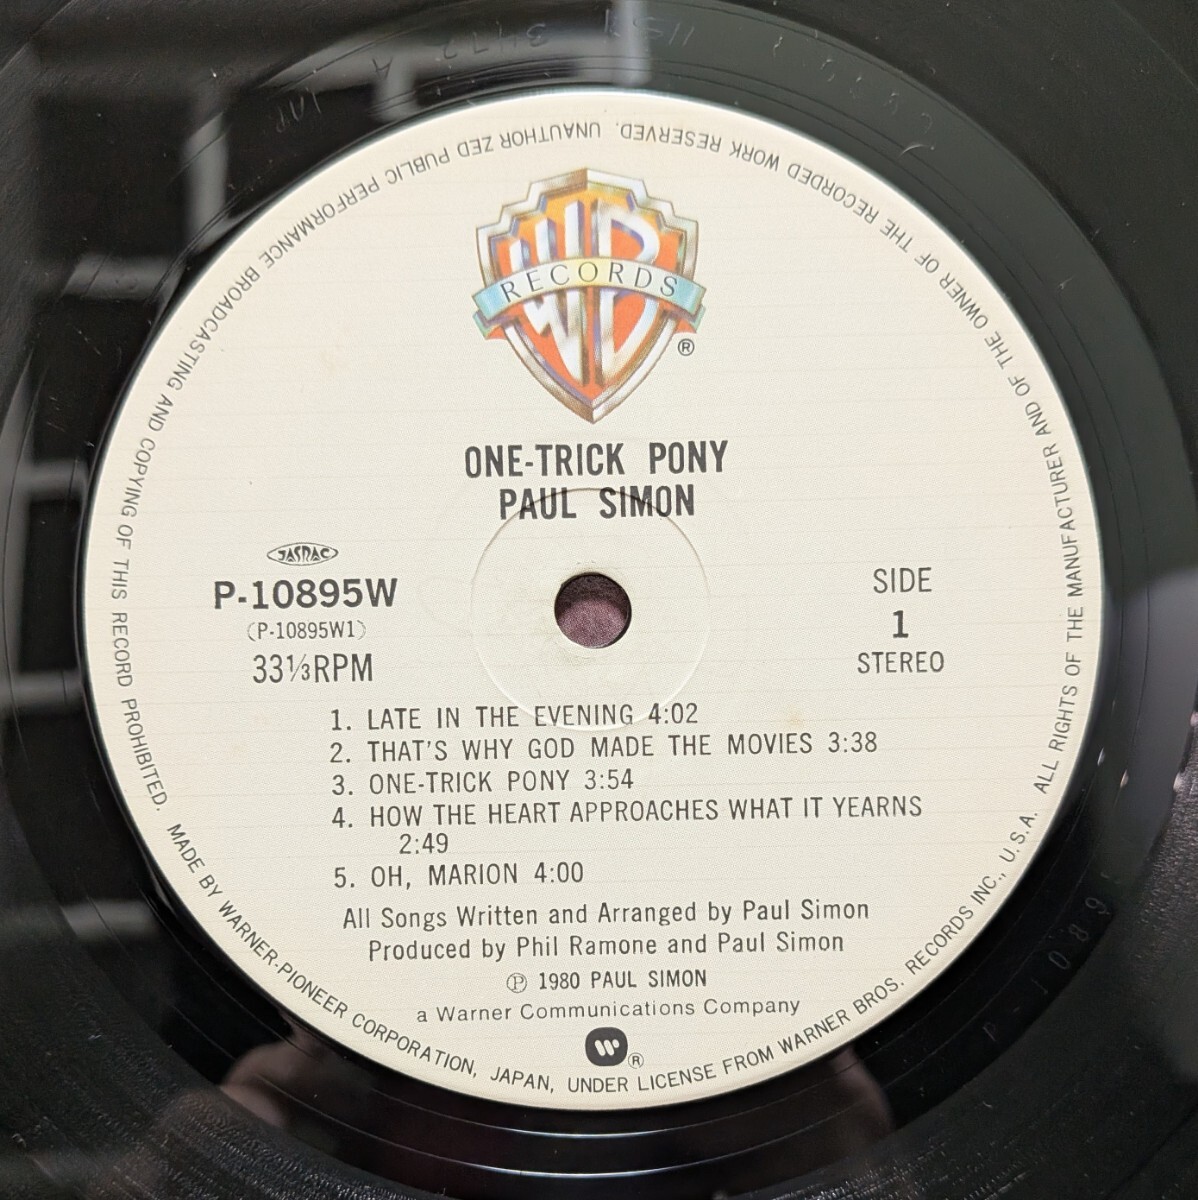 WB
RECORDS
®
ONE-TRICK PONY
PAUL SIMON
JASRAC
P-10895W
(P-10895W1)
33⅓RPM
SIDE
1
STEREO
1. LATE IN THE EVENING 4:02
2. THAT'S WHY GOD MADE THE MOVIES 3:38
3. ONE-TRICK PONY 3:54
4. HOW THE HEART APPROACHES WHAT IT YEARNS
2:49
5. OH, MARION 4:00
All Songs Written and Arranged by Paul Simon
Produced by Phil Ramone and Paul Simon
Ⓟ 1980 PAUL SIMON
a Warner Communications Company
®
MADE BY WARNER-PIONEER CORPORATION, JAPAN, UNDER LICENSE FROM WARNER BROS. RECORDS INC., U.S.A. ALL RIGHTS OF THE MANUFACTURER AND OF THE OWNER OF THE RECORDED WORK RESERVED. UNAUTHOR ZED PUBLIC PERFORMANCE BROADCASTING AND COPYING OF THIS RECORD PROHIBITED.